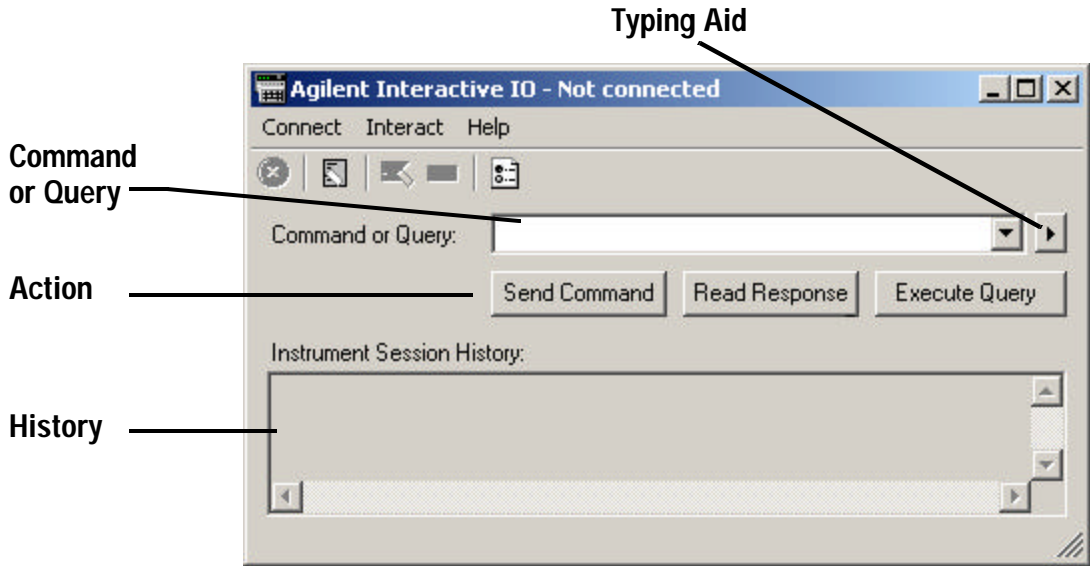 Typing Aid
Agilent Interactive IO - Not connected
Connect Interact Help
Command
or Query
Command or Query:
Action
Send Command Read Response Execute Query
Instrument Session History:
History